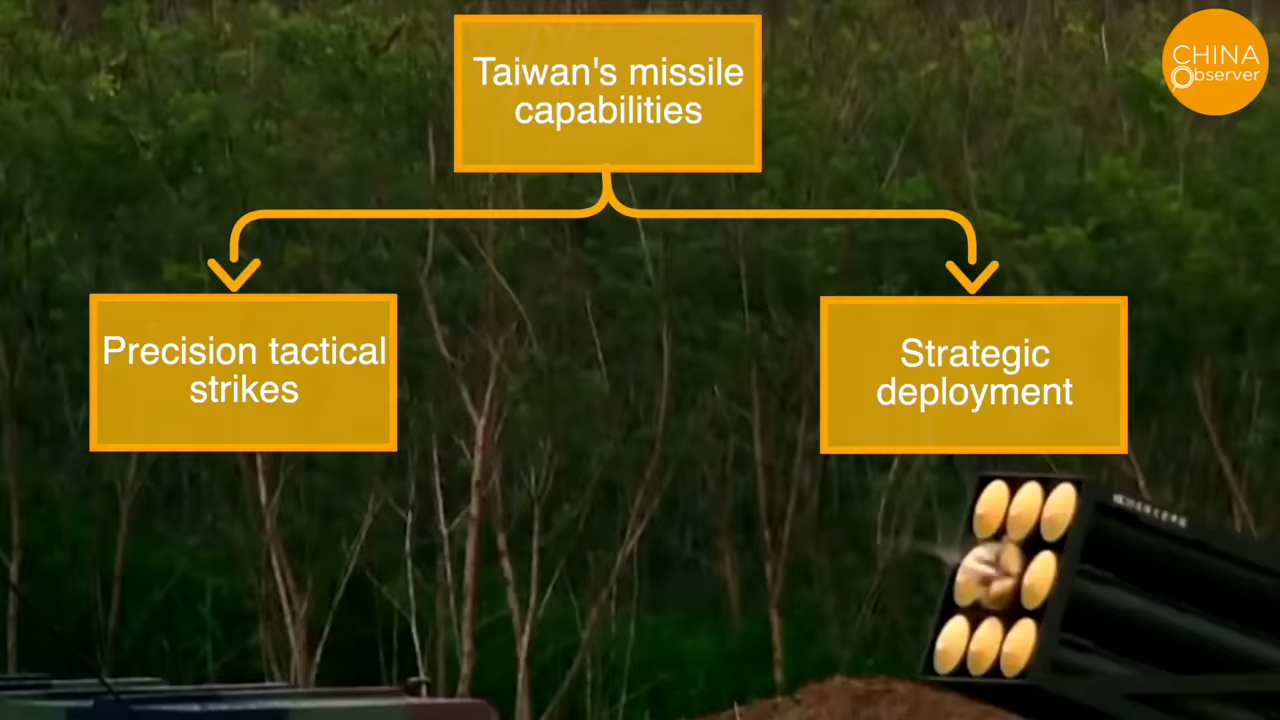 Taiwan's missile
capabilities
CHINA
Observer
Precision tactical
strikes
Strategic
deployment